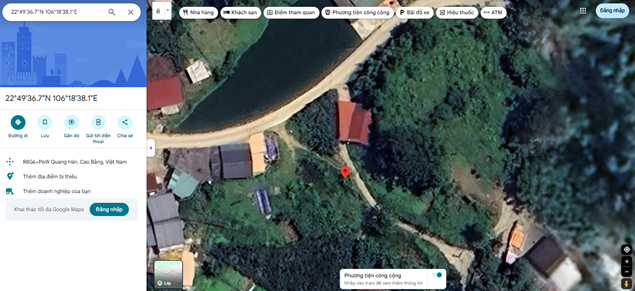 22°49'36.7"N 106°18'38.1"E
Nhà hàng
Khách sạn
Điểm tham quan
Phương tiện công cộng
Bãi đỗ xe
Hiệu thuốc
ATM
Đăng nhập
22°49'36.7"N 106°18'38.1"E
Đường đi
Lưu
Gần đó
Gửi tới điện thoại
Chia sẻ
R8G6+P6W Quang Hán, Cao Bằng, Việt Nam
Thêm địa điểm bị thiếu
Thêm doanh nghiệp của bạn
Khai thác tối đa Google Maps
Đăng nhập
Lớp
Phương tiện công cộng
Nhấp vào trạm để xem thêm thông tin